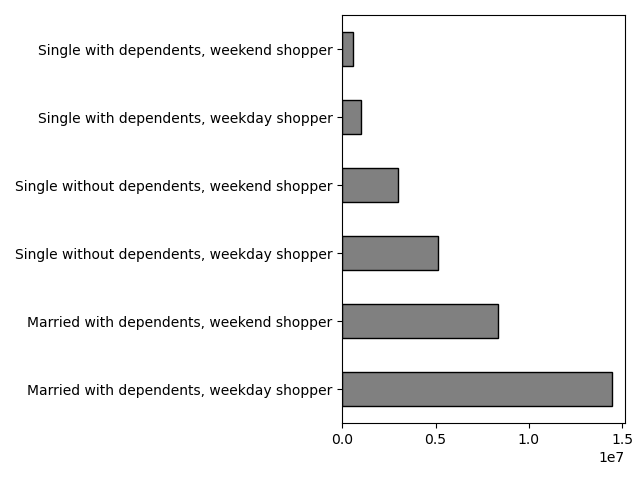 Single with dependents, weekend shopper
Single with dependents, weekday shopper
Single without dependents, weekend shopper
Single without dependents, weekday shopper
Married with dependents, weekend shopper
Married with dependents, weekday shopper
0.0 0.5 1.0 1.5
1e7